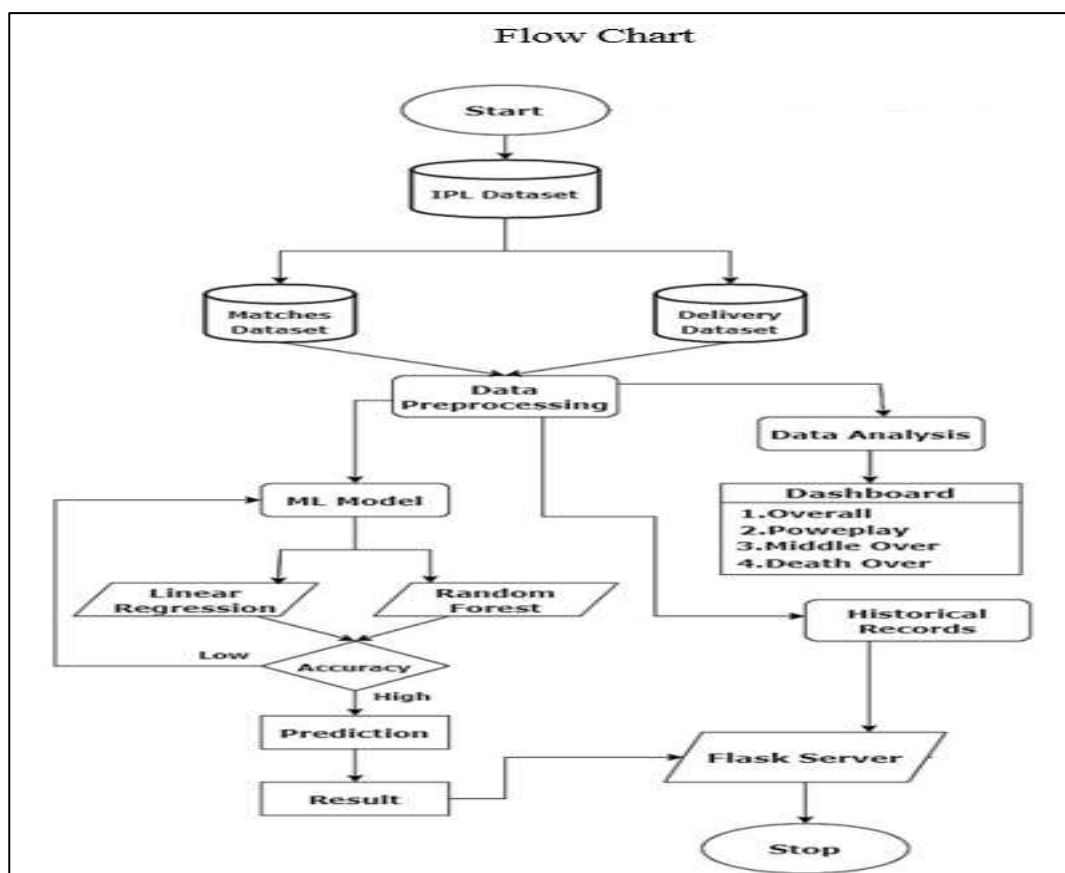 Flow Chart
Start
IPL Dataset
Matches
Dataset
Delivery
Dataset
Data
Preprocessing
Data Analysis
ML Model
Dashboard
1.Overall
2.Poweplay
3.Middle Over
4.Death Over
Linear
Regression
Random
Forest
Historical
Records
Low
Accuracy
High
Prediction
Flask Server
Result
Stop